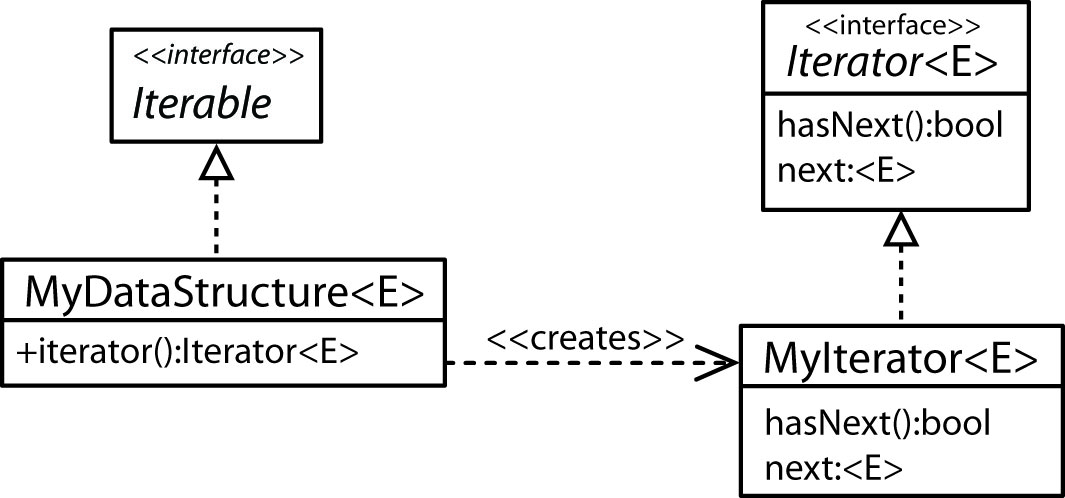 <<interface>>
Iterable
MyDataStructure<E>
+iterator():Iterator<E>
<<creates>>
<<interface>>
Iterator<E>
hasNext():bool
next:<E>
MyIterator<E>
hasNext():bool
next:<E>